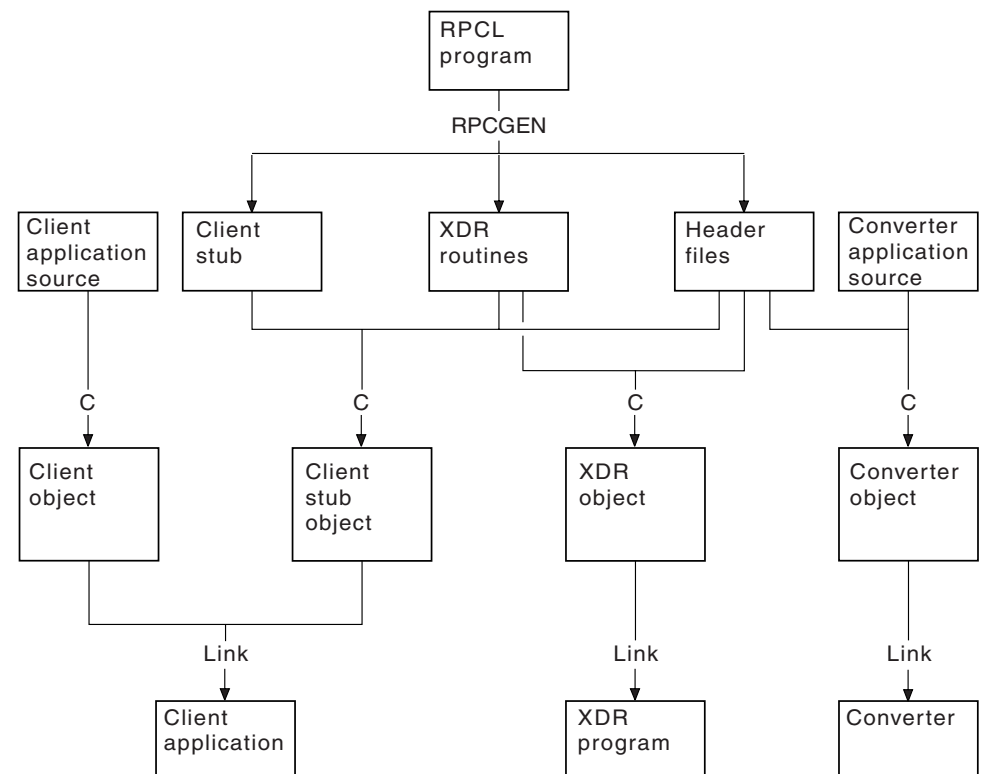 RPCL
program
RPCGEN
Client
application
source
Client
stub
XDR
routines
Header
files
Converter
application
source
C
C
C
C
Client
object
Client
stub
object
XDR
object
Converter
object
Link
Link
Link
Client
application
XDR
program
Converter